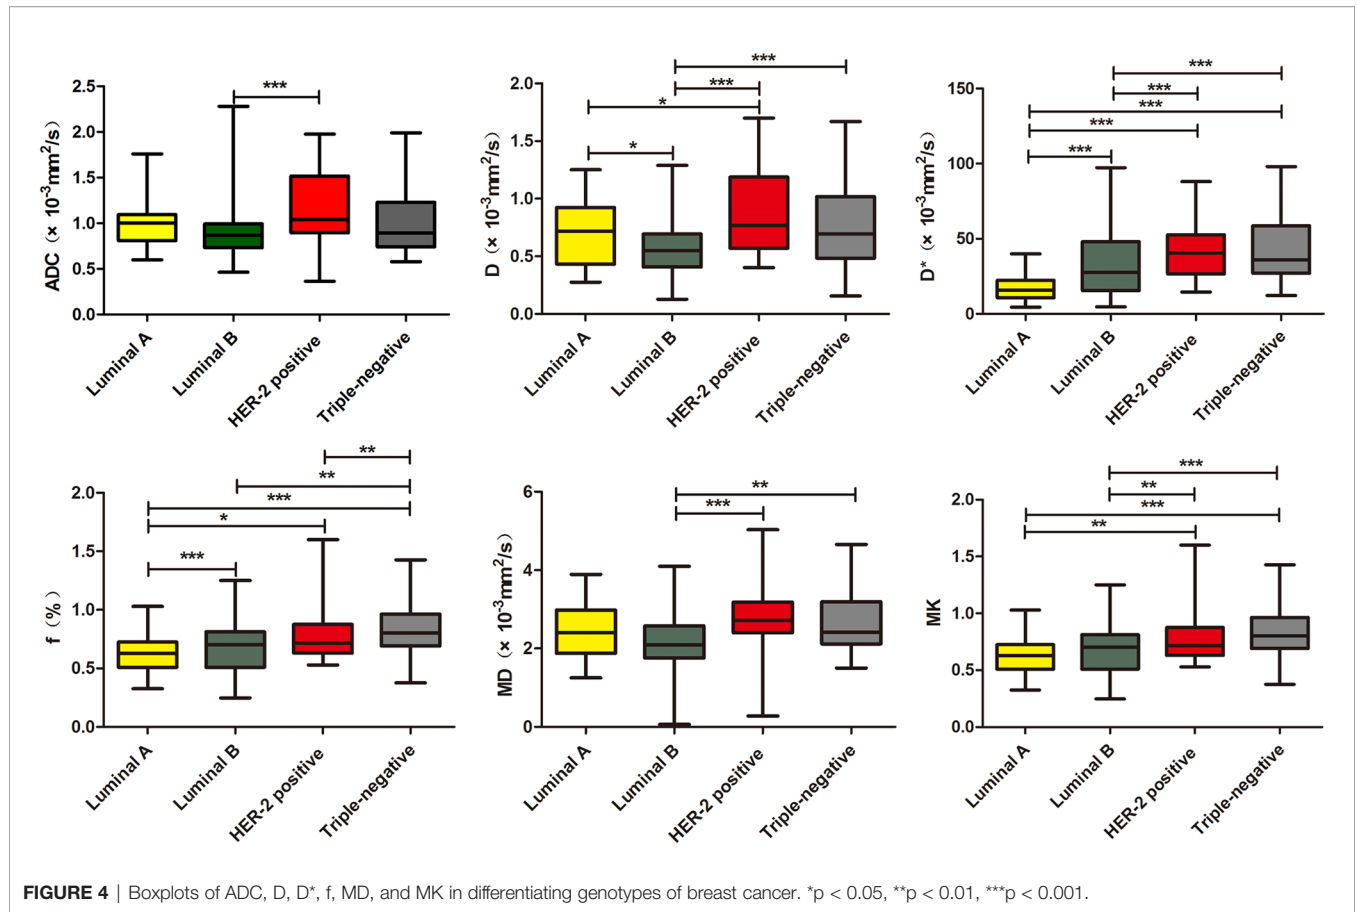 ***
2.5
2.0
1.5
1.0
0.5
0.0
ADC (× 10⁻³mm²/s)
Luminal A
Luminal B
HER-2 positive
Triple-negative
***
***
*
*
2.0
1.5
1.0
0.5
0.0
D (× 10⁻³mm²/s)
Luminal A
Luminal B
HER-2 positive
Triple-negative
***
***
***
***
***
150
100
50
0
D* (× 10⁻³mm²/s)
Luminal A
Luminal B
HER-2 positive
Triple-negative
**
**
***
*
***
2.0
1.5
1.0
0.5
0.0
f (%)
Luminal A
Luminal B
HER-2 positive
Triple-negative
**
***
6
4
2
0
MD (× 10⁻³mm²/s)
Luminal A
Luminal B
HER-2 positive
Triple-negative
***
**
***
**
2.0
1.5
1.0
0.5
0.0
MK
Luminal A
Luminal B
HER-2 positive
Triple-negative
FIGURE 4 | Boxplots of ADC, D, D*, f, MD, and MK in differentiating genotypes of breast cancer. *p < 0.05, **p < 0.01, ***p < 0.001.